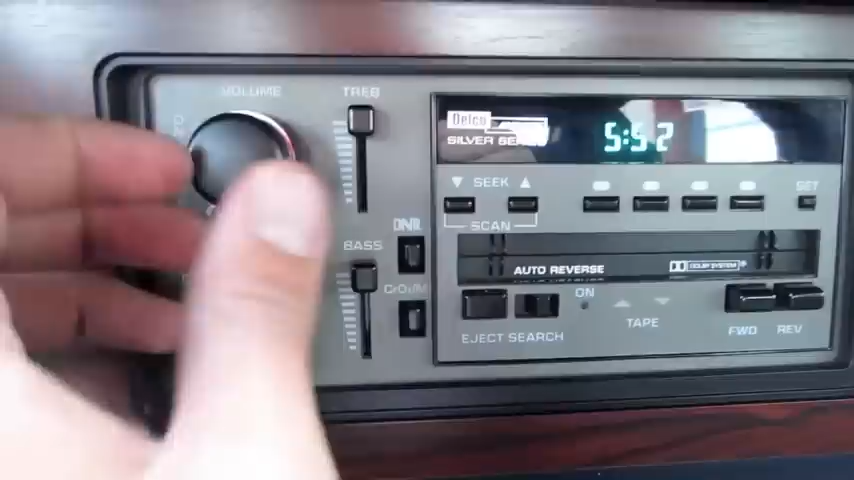 VOLUME
TREB
Delco
SILVER SERIES
5:52
SEEK
SET
SCAN
DNR
BASS
CrO2/M
AUTO REVERSE
DOLBY SYSTEM
ON
TAPE
EJECT SEARCH
FWD
REV